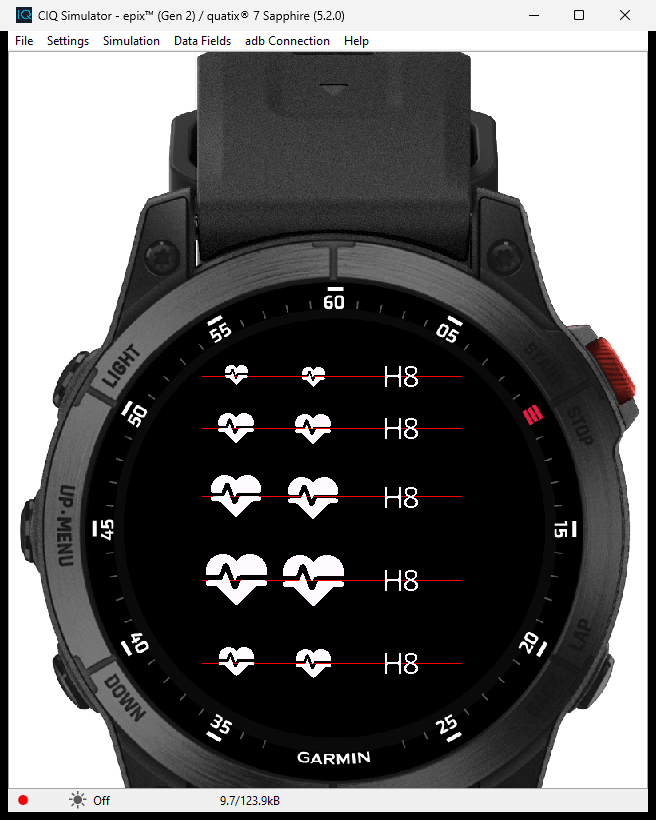 CIQ Simulator - epix™ (Gen 2) / quatix® 7 Sapphire (5.2.0)
File Settings Simulation Data Fields adb Connection Help
60
55 05
LIGHT START STOP
50
H8
H8
UP·MENU 45 H8 15
H8
40 20 LAP
H8
DOWN 35 25
GARMIN
Off 9.7/123.9kB